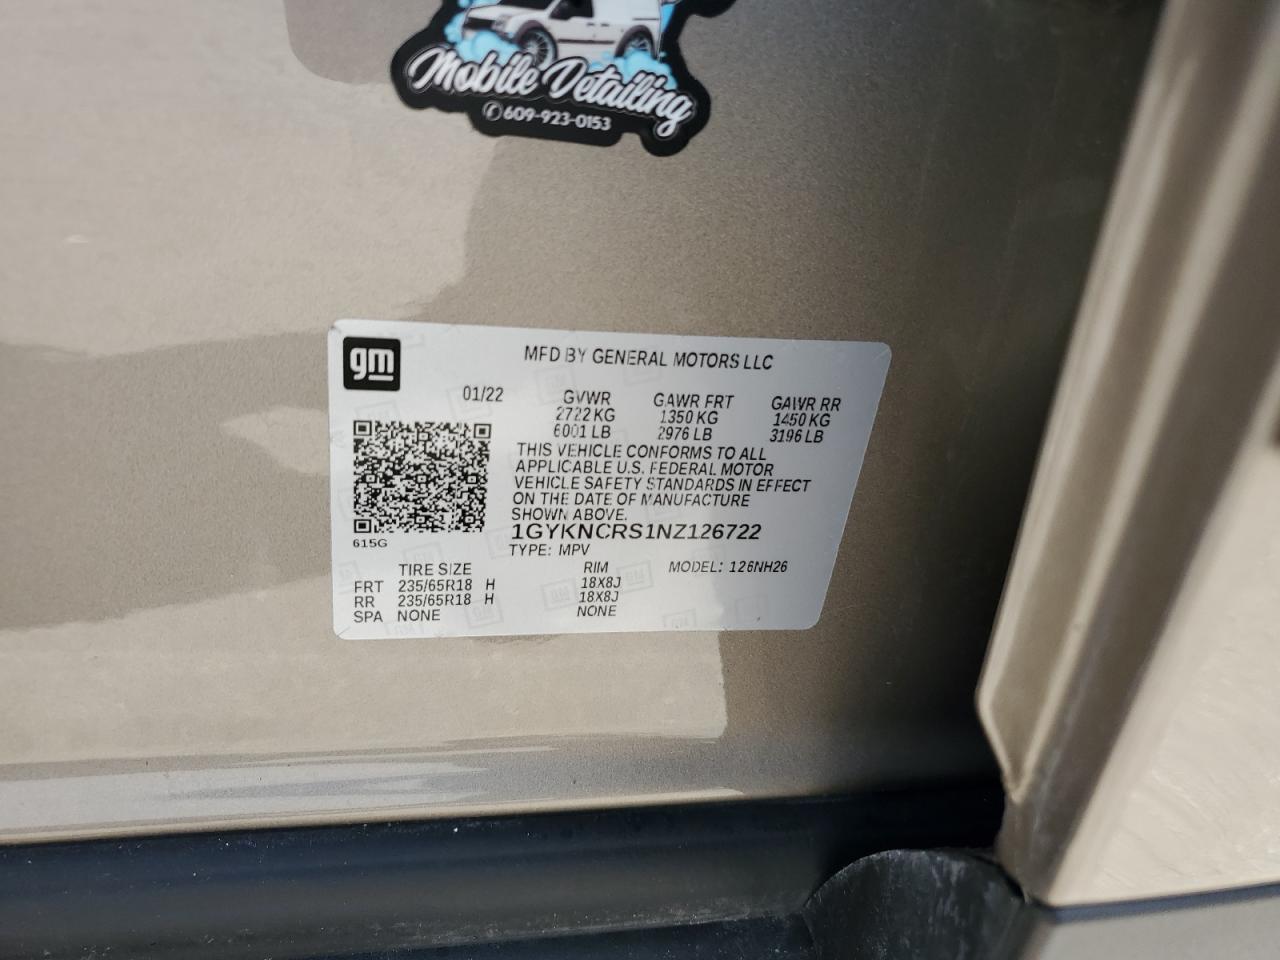 Mobile Detailing
609-923-0153
gm
MFD BY GENERAL MOTORS LLC
01/22 GVWR GAWR FRT GAWR RR
2722 KG 1350 KG 1450 KG
6001 LB 2976 LB 3196 LB
THIS VEHICLE CONFORMS TO ALL
APPLICABLE U.S. FEDERAL MOTOR
VEHICLE SAFETY STANDARDS IN EFFECT
ON THE DATE OF MANUFACTURE
SHOWN ABOVE.
1GYKNCRS1NZ126722
615G
TYPE: MPV
TIRE SIZE RIM MODEL: 126NH26
FRT 235/65R18 H 18X8J
RR 235/65R18 H 18X8J
SPA NONE NONE